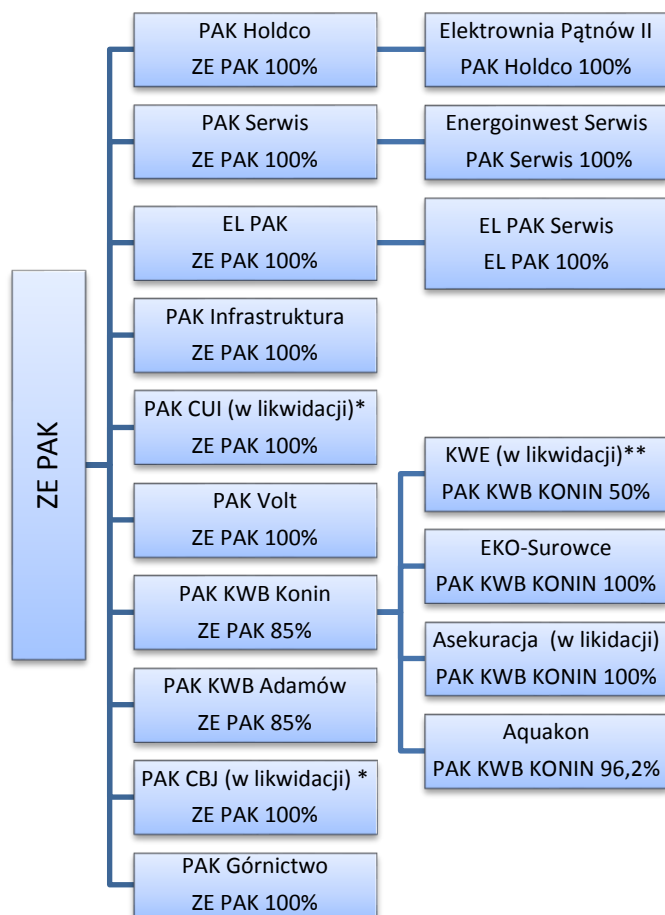 ZE PAK
PAK Holdco
ZE PAK 100%
Elektrownia Pątnów II
PAK Holdco 100%
PAK Serwis
ZE PAK 100%
Energoinwest Serwis
PAK Serwis 100%
EL PAK
ZE PAK 100%
EL PAK Serwis
EL PAK 100%
PAK Infrastruktura
ZE PAK 100%
PAK CUI (w likwidacji)*
ZE PAK 100%
PAK Volt
ZE PAK 100%
PAK KWB Konin
ZE PAK 85%
KWE (w likwidacji)**
PAK KWB KONIN 50%
EKO-Surowce
PAK KWB KONIN 100%
Asekuracja (w likidacji)
PAK KWB KONIN 100%
Aquakon
PAK KWB KONIN 96,2%
PAK KWB Adamów
ZE PAK 85%
PAK CBJ (w likwidacji) *
ZE PAK 100%
PAK Górnictwo
ZE PAK 100%